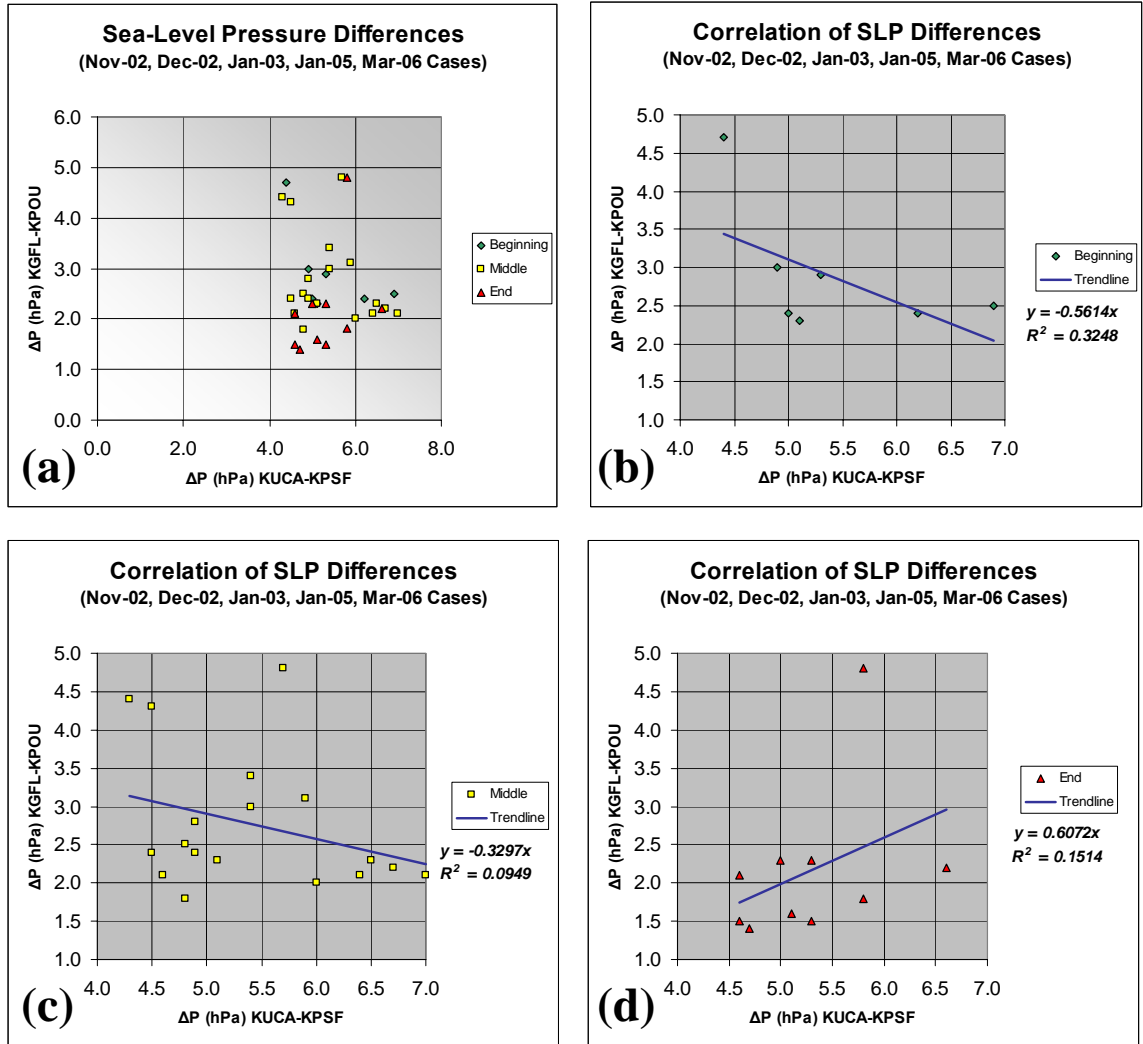 Sea-Level Pressure Differences
(Nov-02, Dec-02, Jan-03, Jan-05, Mar-06 Cases)
6.0
5.0
4.0
3.0
2.0
1.0
0.0
0.0 2.0 4.0 6.0 8.0
ΔP (hPa) KGFL-KPOU
ΔP (hPa) KUCA-KPSF
Beginning
Middle
End
(a)
Correlation of SLP Differences
(Nov-02, Dec-02, Jan-03, Jan-05, Mar-06 Cases)
5.0
4.5
4.0
3.5
3.0
2.5
2.0
1.5
1.0
4.0 4.5 5.0 5.5 6.0 6.5 7.0
ΔP (hPa) KGFL-KPOU
ΔP (hPa) KUCA-KPSF
Beginning
Trendline
y = -0.5614x
R² = 0.3248
(b)
Correlation of SLP Differences
(Nov-02, Dec-02, Jan-03, Jan-05, Mar-06 Cases)
5.0
4.5
4.0
3.5
3.0
2.5
2.0
1.5
1.0
4.0 4.5 5.0 5.5 6.0 6.5 7.0
ΔP (hPa) KGFL-KPOU
ΔP (hPa) KUCA-KPSF
Middle
Trendline
y = -0.3297x
R² = 0.0949
(c)
Correlation of SLP Differences
(Nov-02, Dec-02, Jan-03, Jan-05, Mar-06 Cases)
5.0
4.5
4.0
3.5
3.0
2.5
2.0
1.5
1.0
4.0 4.5 5.0 5.5 6.0 6.5 7.0
ΔP (hPa) KGFL-KPOU
ΔP (hPa) KUCA-KPSF
End
Trendline
y = 0.6072x
R² = 0.1514
(d)